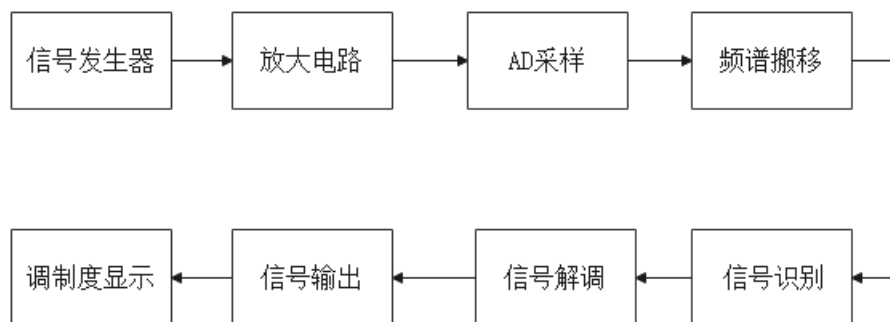 信号发生器
放大电路
AD采样
频谱搬移
调制度显示
信号输出
信号解调
信号识别